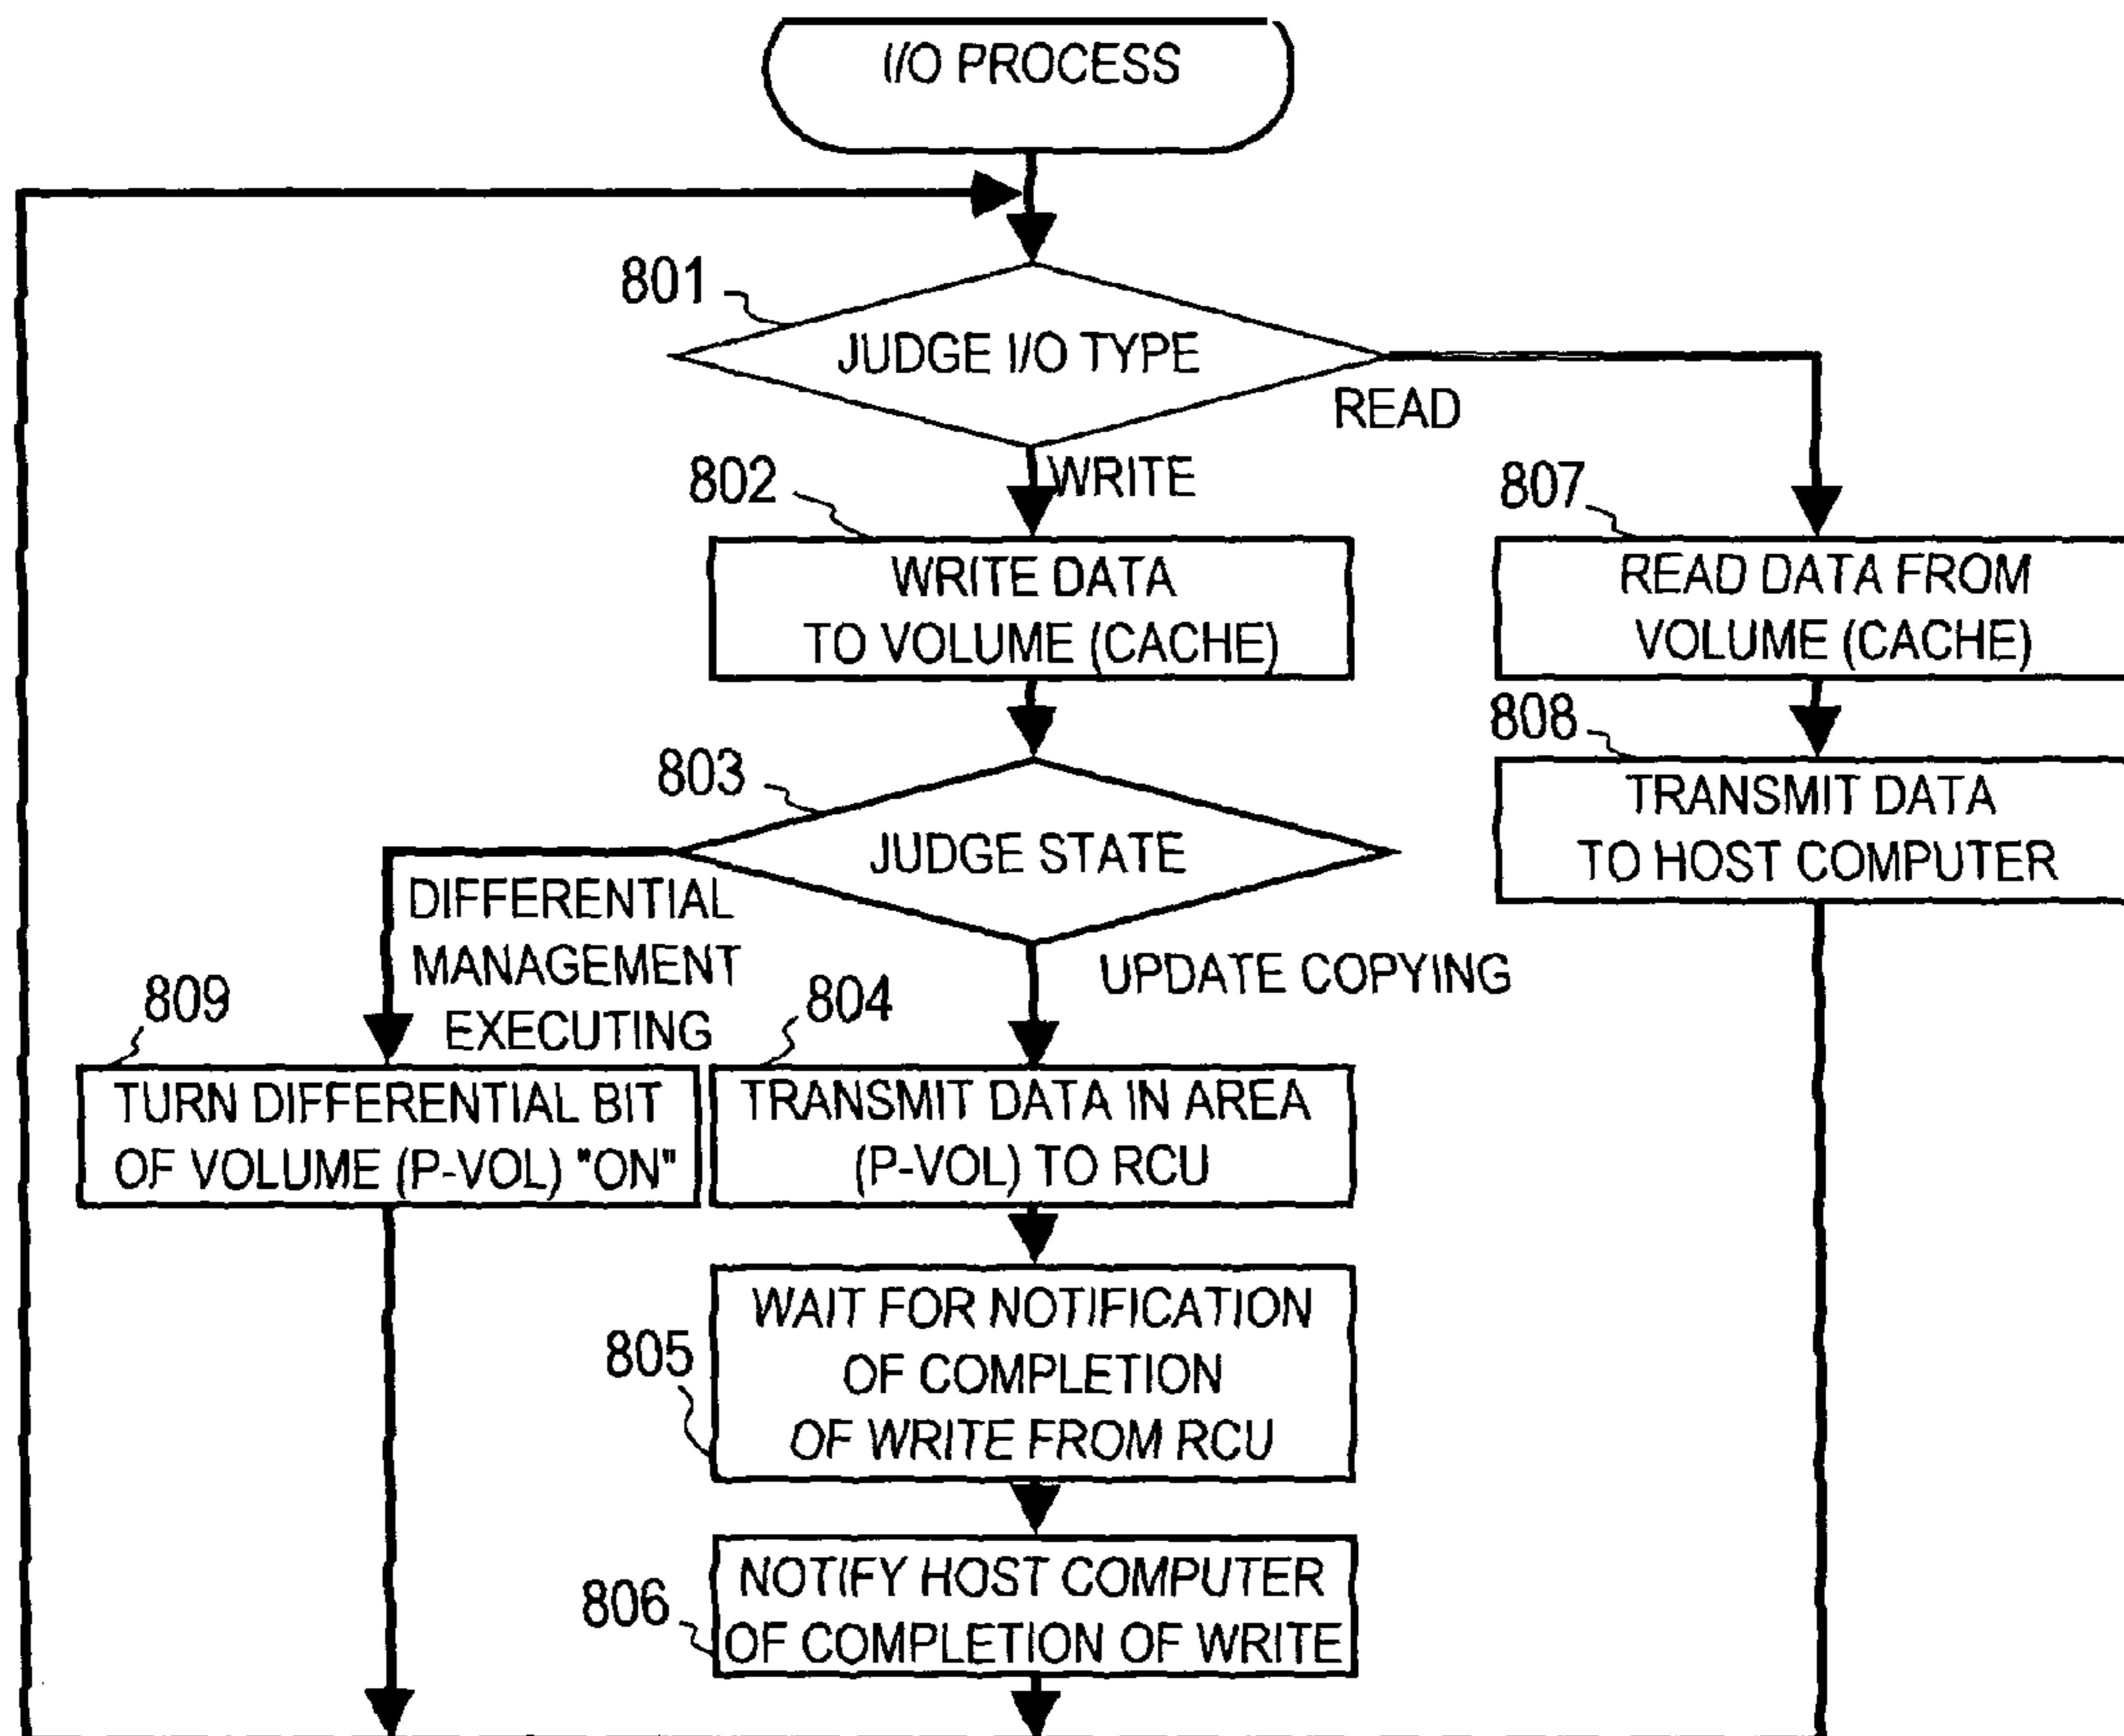 I/O PROCESS
801
JUDGE I/O TYPE
READ
WRITE
802
WRITE DATA
TO VOLUME (CACHE)
807
READ DATA FROM
VOLUME (CACHE)
803
JUDGE STATE
808
TRANSMIT DATA
TO HOST COMPUTER
DIFFERENTIAL
MANAGEMENT
EXECUTING
UPDATE COPYING
809
TURN DIFFERENTIAL BIT
OF VOLUME (P-VOL) "ON"
804
TRANSMIT DATA IN AREA
(P-VOL) TO RCU
805
WAIT FOR NOTIFICATION
OF COMPLETION
OF WRITE FROM RCU
806
NOTIFY HOST COMPUTER
OF COMPLETION OF WRITE